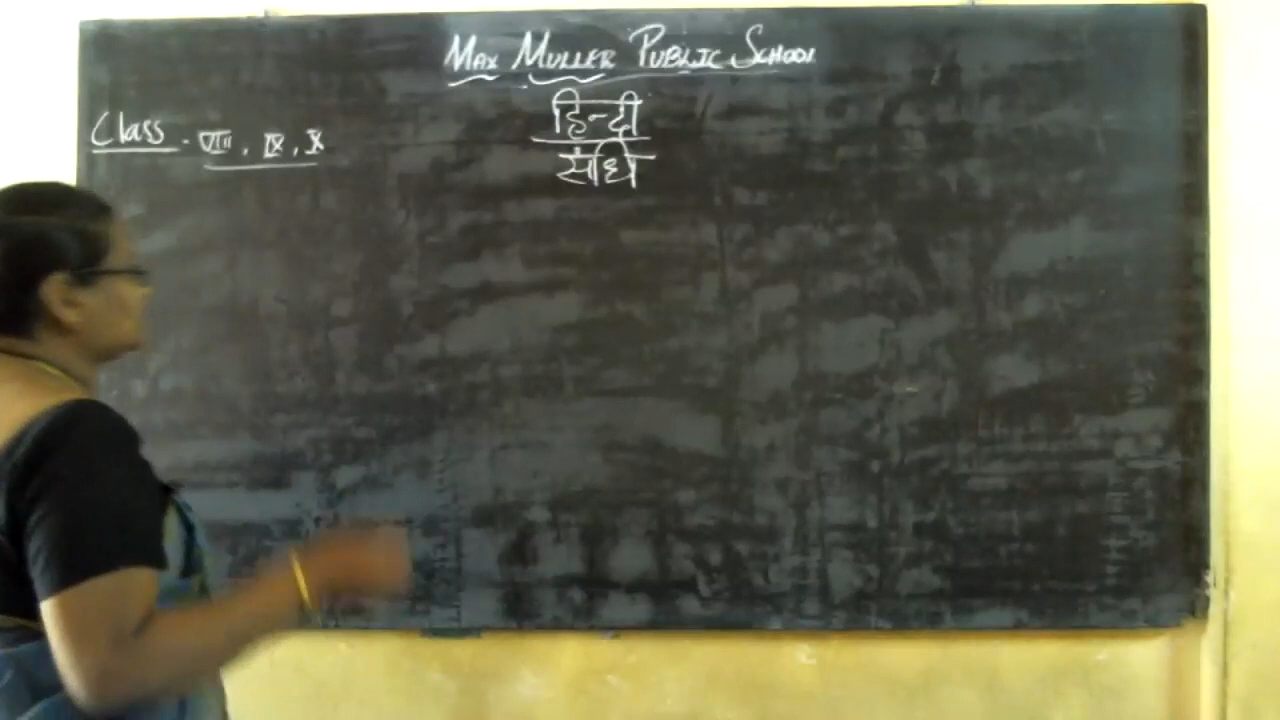 MAX MULLER PUBLIC SCHOOL
हिन्दी
Class - VIII, IX, X
संधि